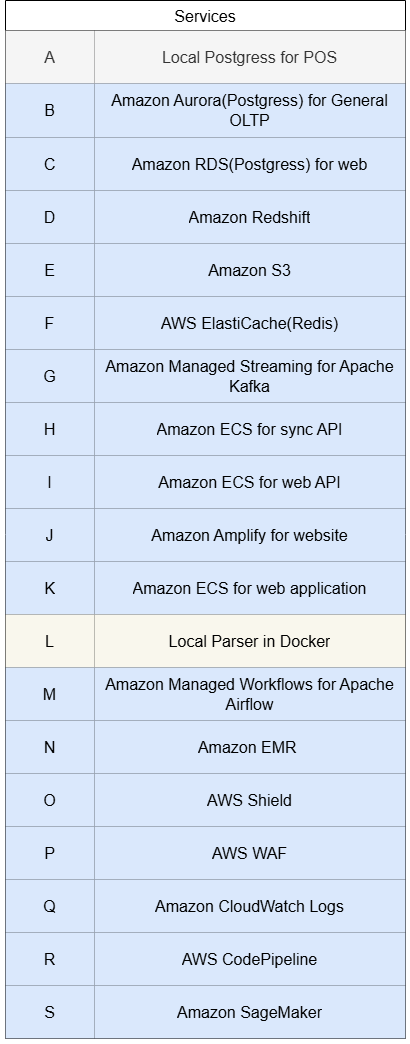 Services
A Local Postgress for POS
B Amazon Aurora(Postgress) for General
OLTP
C Amazon RDS(Postgress) for web
D Amazon Redshift
E Amazon S3
F AWS ElastiCache(Redis)
G Amazon Managed Streaming for Apache
Kafka
H Amazon ECS for sync API
I Amazon ECS for web API
J Amazon Amplify for website
K Amazon ECS for web application
L Local Parser in Docker
M Amazon Managed Workflows for Apache
Airflow
N Amazon EMR
O AWS Shield
P AWS WAF
Q Amazon CloudWatch Logs
R AWS CodePipeline
S Amazon SageMaker